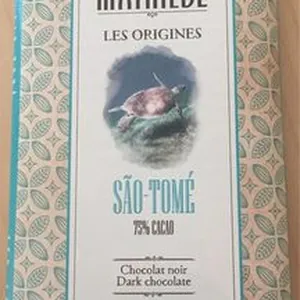 LES ORIGINES
SÃO-TOMÉ
75% CACAO
Chocolat noir
Dark chocolate